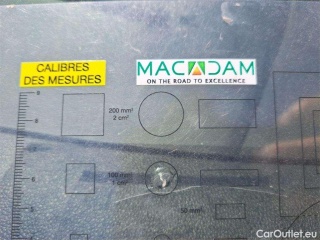 CALIBRES
DES MESURES
MACADAM
ON THE ROAD TO EXCELLENCE
200 mm²
2 cm²
100 mm²
1 cm²
50 mm²
CarOutlet.eu